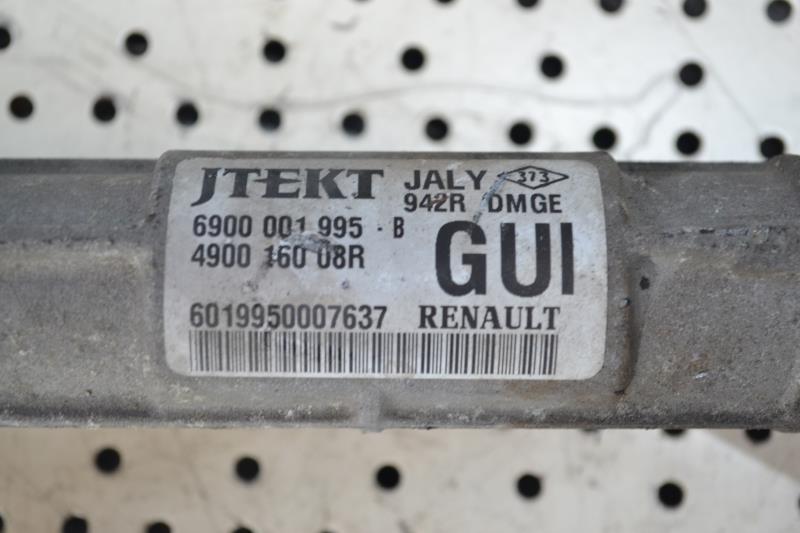 JTEKT JALY 373
942R DMGE
6900 001 995 - B
4900 160 08R GUI
6019950007637 RENAULT